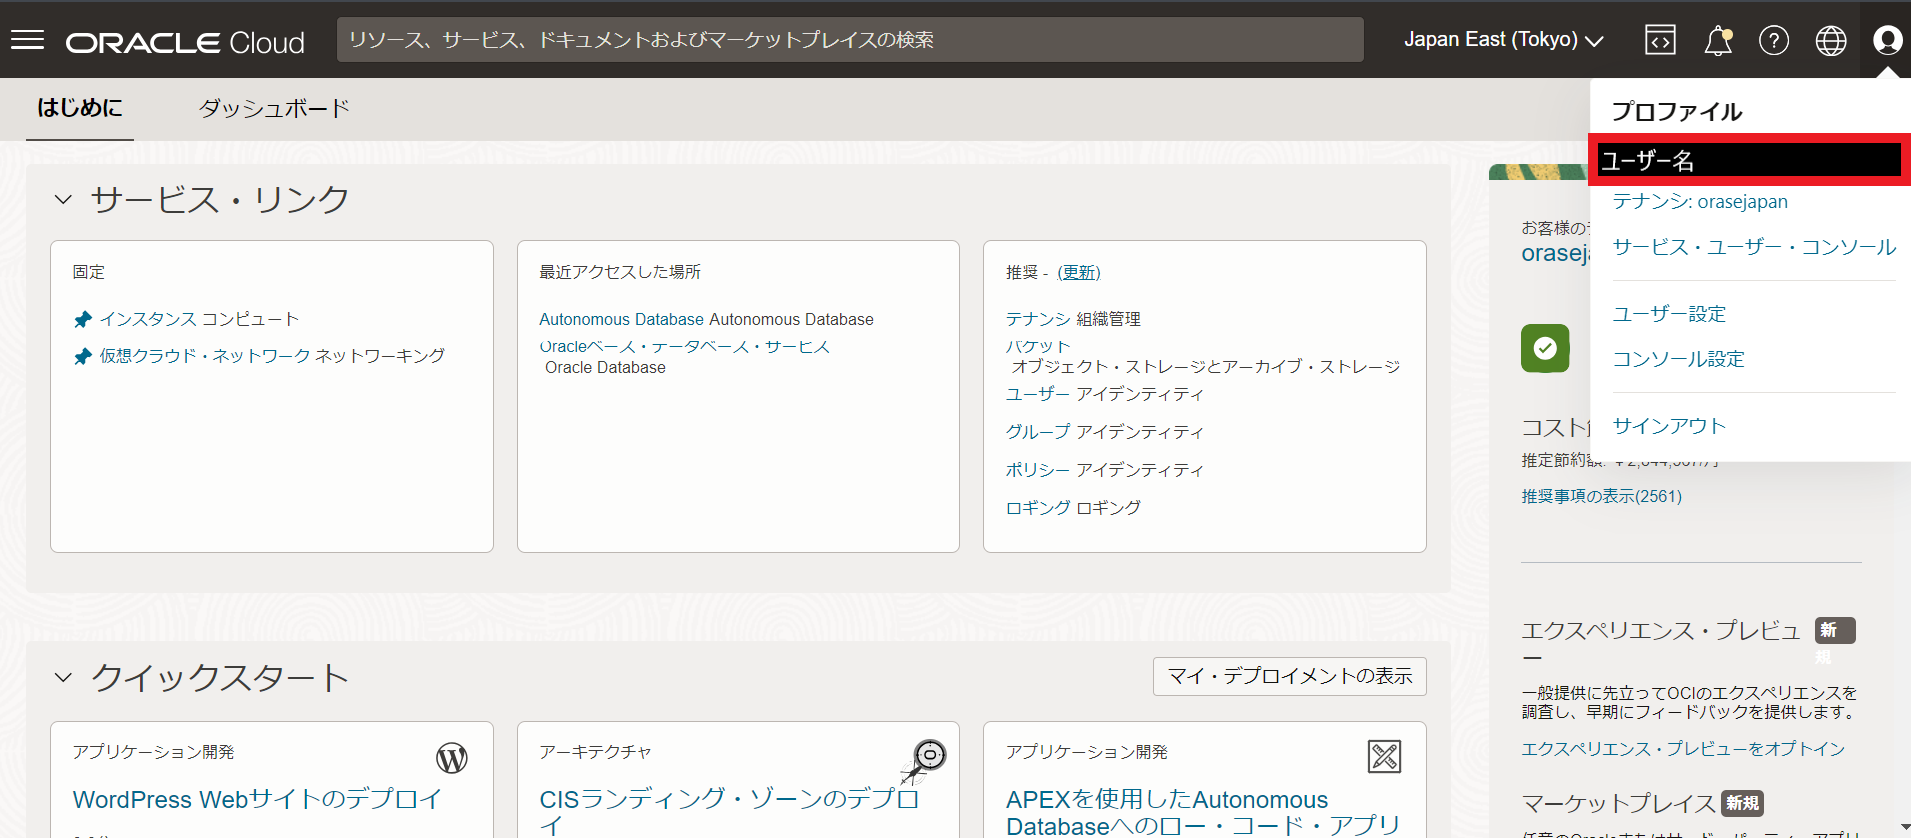 ORACLE Cloud
リソース、サービス、ドキュメントおよびマーケットプレイスの検索
Japan East (Tokyo)
はじめに
ダッシュボード
プロファイル
ユーザー名
テナンシ: orasejapan
サービス・ユーザー・コンソール
ユーザー設定
コンソール設定
サインアウト
サービス・リンク
固定
インスタンス コンピュート
仮想クラウド・ネットワーク ネットワーキング
最近アクセスした場所
Autonomous Database Autonomous Database
Oracleベース・データベース・サービス
Oracle Database
推奨 - (更新)
テナンシ 組織管理
バケット
オブジェクト・ストレージとアーカイブ・ストレージ
ユーザー アイデンティティ
グループ アイデンティティ
ポリシー アイデンティティ
ロギング ロギング
お客様の
orasej
コスト
推定節約額:
推奨事項の表示(2561)
エクスペリエンス・プレビュ
ー
新
規
一般提供に先立ってOCIのエクスペリエンスを
調査し、早期にフィードバックを提供します。
エクスペリエンス・プレビューをオプトイン
マーケットプレイス 新規
クイックスタート
マイ・デプロイメントの表示
アプリケーション開発
WordPress Webサイトのデプロイ
アーキテクチャ
CISランディング・ゾーンのデプロ
イ
アプリケーション開発
APEXを使用したAutonomous
Databaseへのロー・コード・アプリ